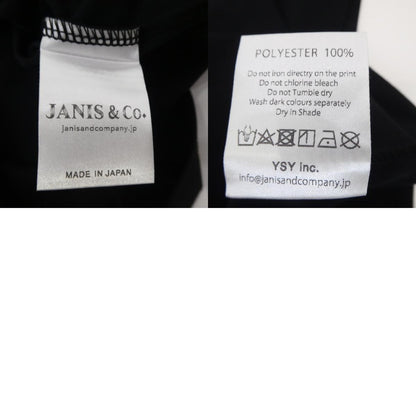 JANIS & Co.
janisandcompany.jp
MADE IN JAPAN
POLYESTER 100%
Do not iron directry on the print
Do not chlorine bleach
Do not Tumble dry
Wash dark colours separately
Dry in Shade
YSY inc.
info@janisandcompany.jp